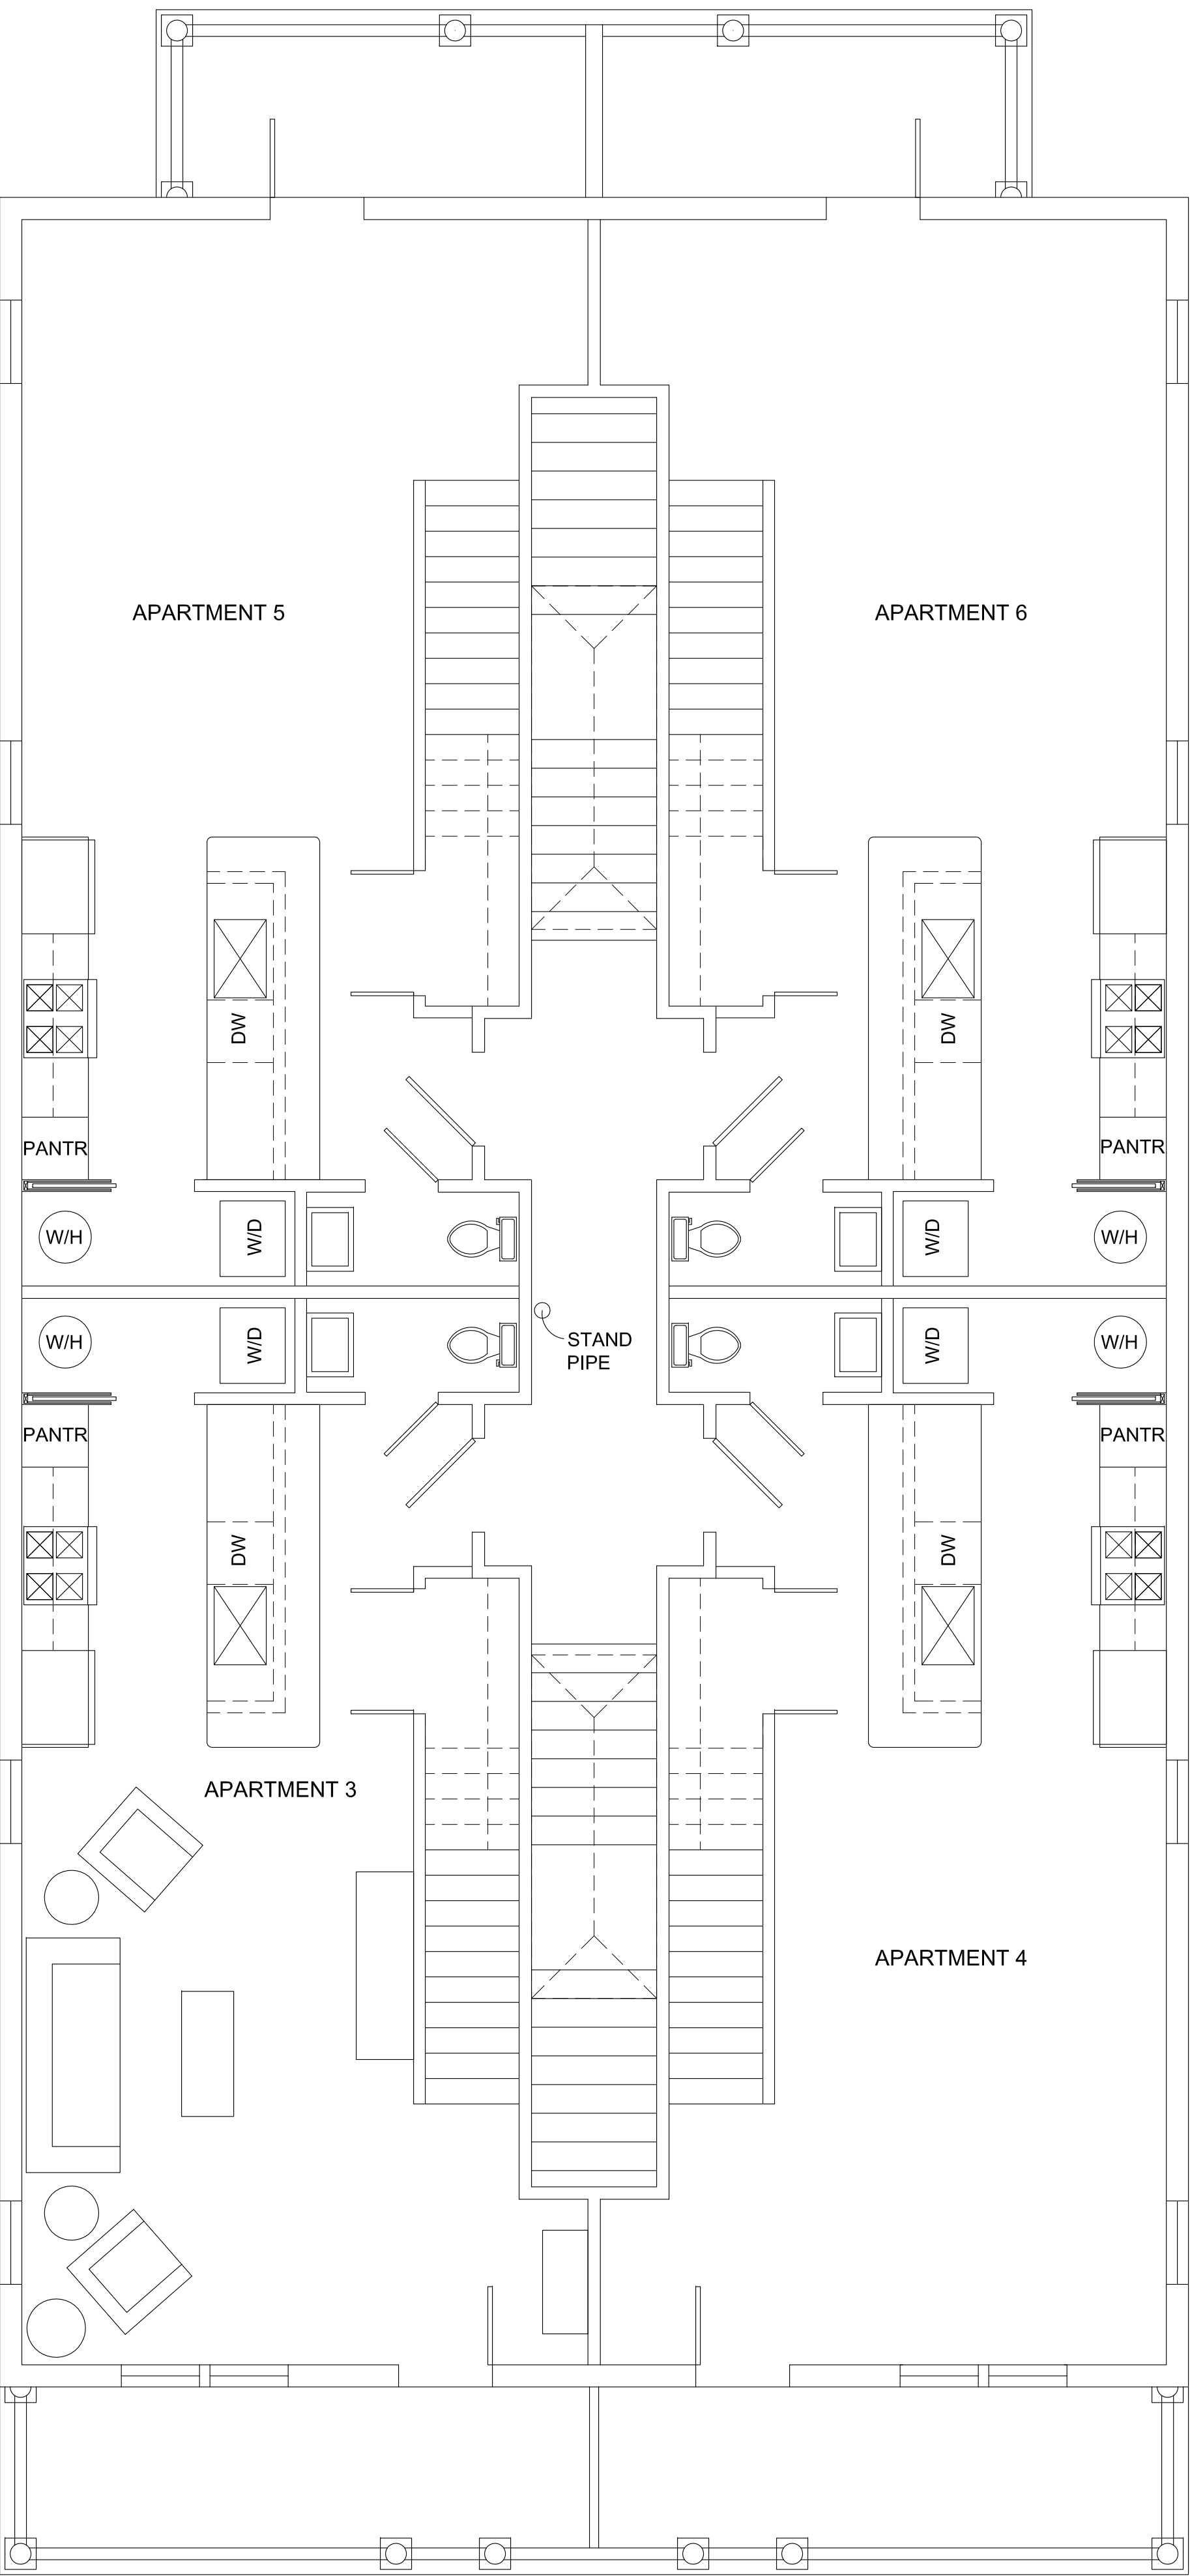 APARTMENT 5
APARTMENT 6
DW
DW
PANTR
PANTR
W/H
W/D
W/D
W/H
STAND
PIPE
W/H
W/D
W/D
W/H
PANTR
PANTR
DW
DW
APARTMENT 3
APARTMENT 4